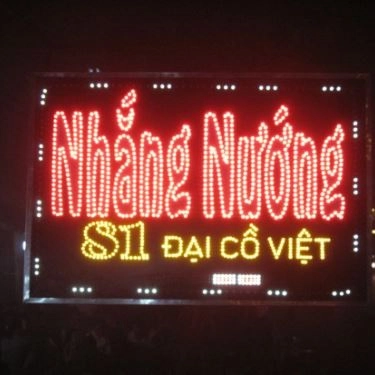 Nhắng Nướng
81 ĐẠI CỒ VIỆT